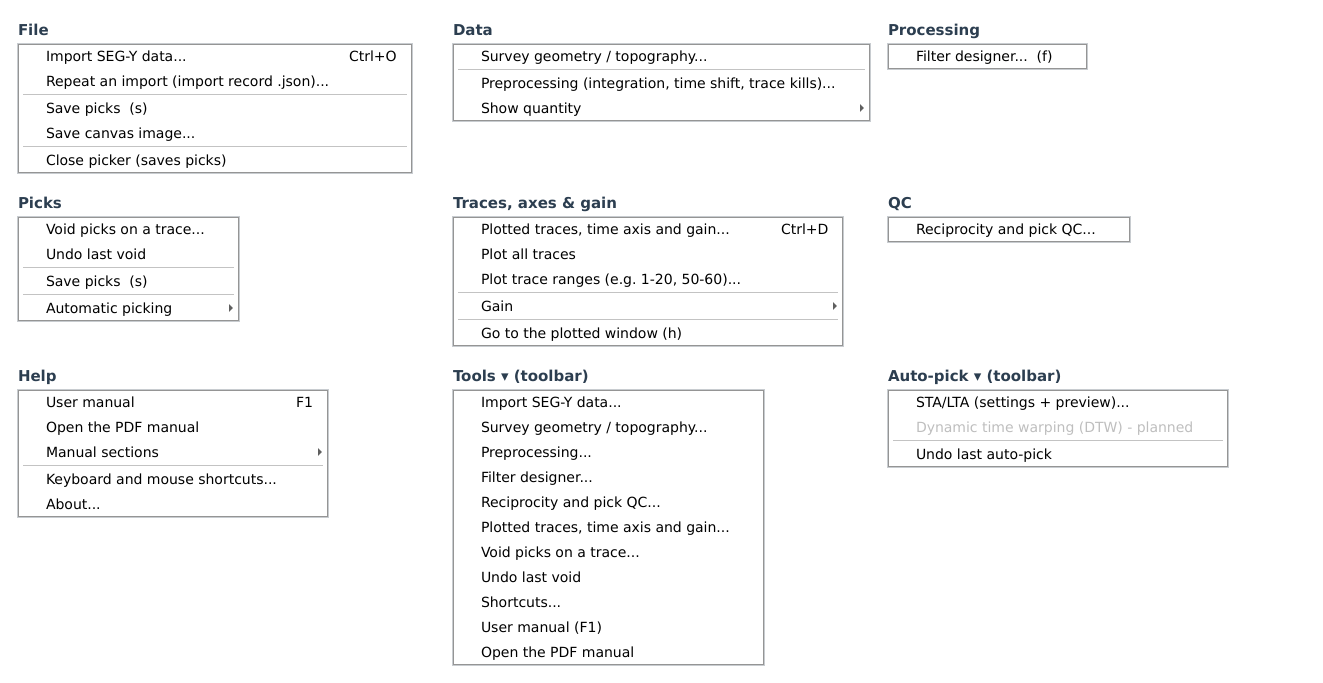 File
Import SEG-Y data... Ctrl+O
Repeat an import (import record .json)...
Save picks (s)
Save canvas image...
Close picker (saves picks)
Data
Survey geometry / topography...
Preprocessing (integration, time shift, trace kills)...
Show quantity
Processing
Filter designer... (f)
Picks
Void picks on a trace...
Undo last void
Save picks (s)
Automatic picking
Traces, axes & gain
Plotted traces, time axis and gain... Ctrl+D
Plot all traces
Plot trace ranges (e.g. 1-20, 50-60)...
Gain
Go to the plotted window (h)
QC
Reciprocity and pick QC...
Help
User manual F1
Open the PDF manual
Manual sections
Keyboard and mouse shortcuts...
About...
Tools ▾ (toolbar)
Import SEG-Y data...
Survey geometry / topography...
Preprocessing...
Filter designer...
Reciprocity and pick QC...
Plotted traces, time axis and gain...
Void picks on a trace...
Undo last void
Shortcuts...
User manual (F1)
Open the PDF manual
Auto-pick ▾ (toolbar)
STA/LTA (settings + preview)...
Dynamic time warping (DTW) - planned
Undo last auto-pick